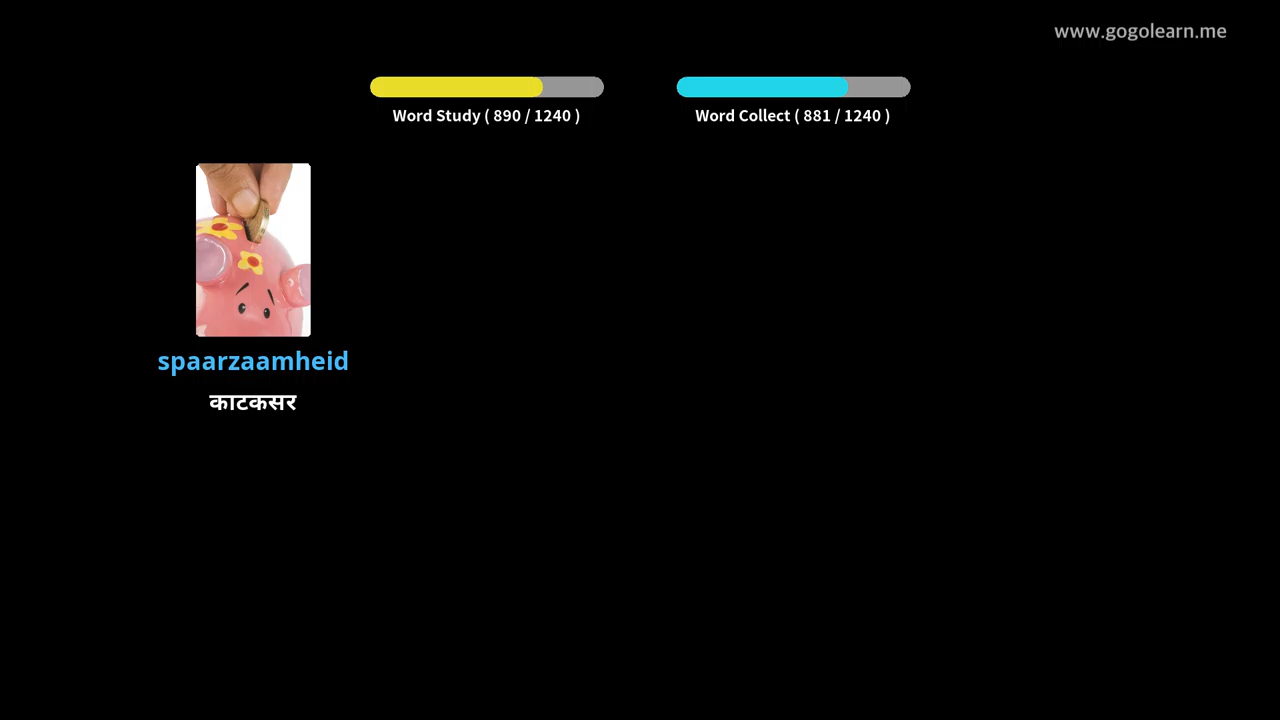 www.gogolearn.me
Word Study ( 890 / 1240 )
Word Collect ( 881 / 1240 )
spaarzaamheid
काटकसर